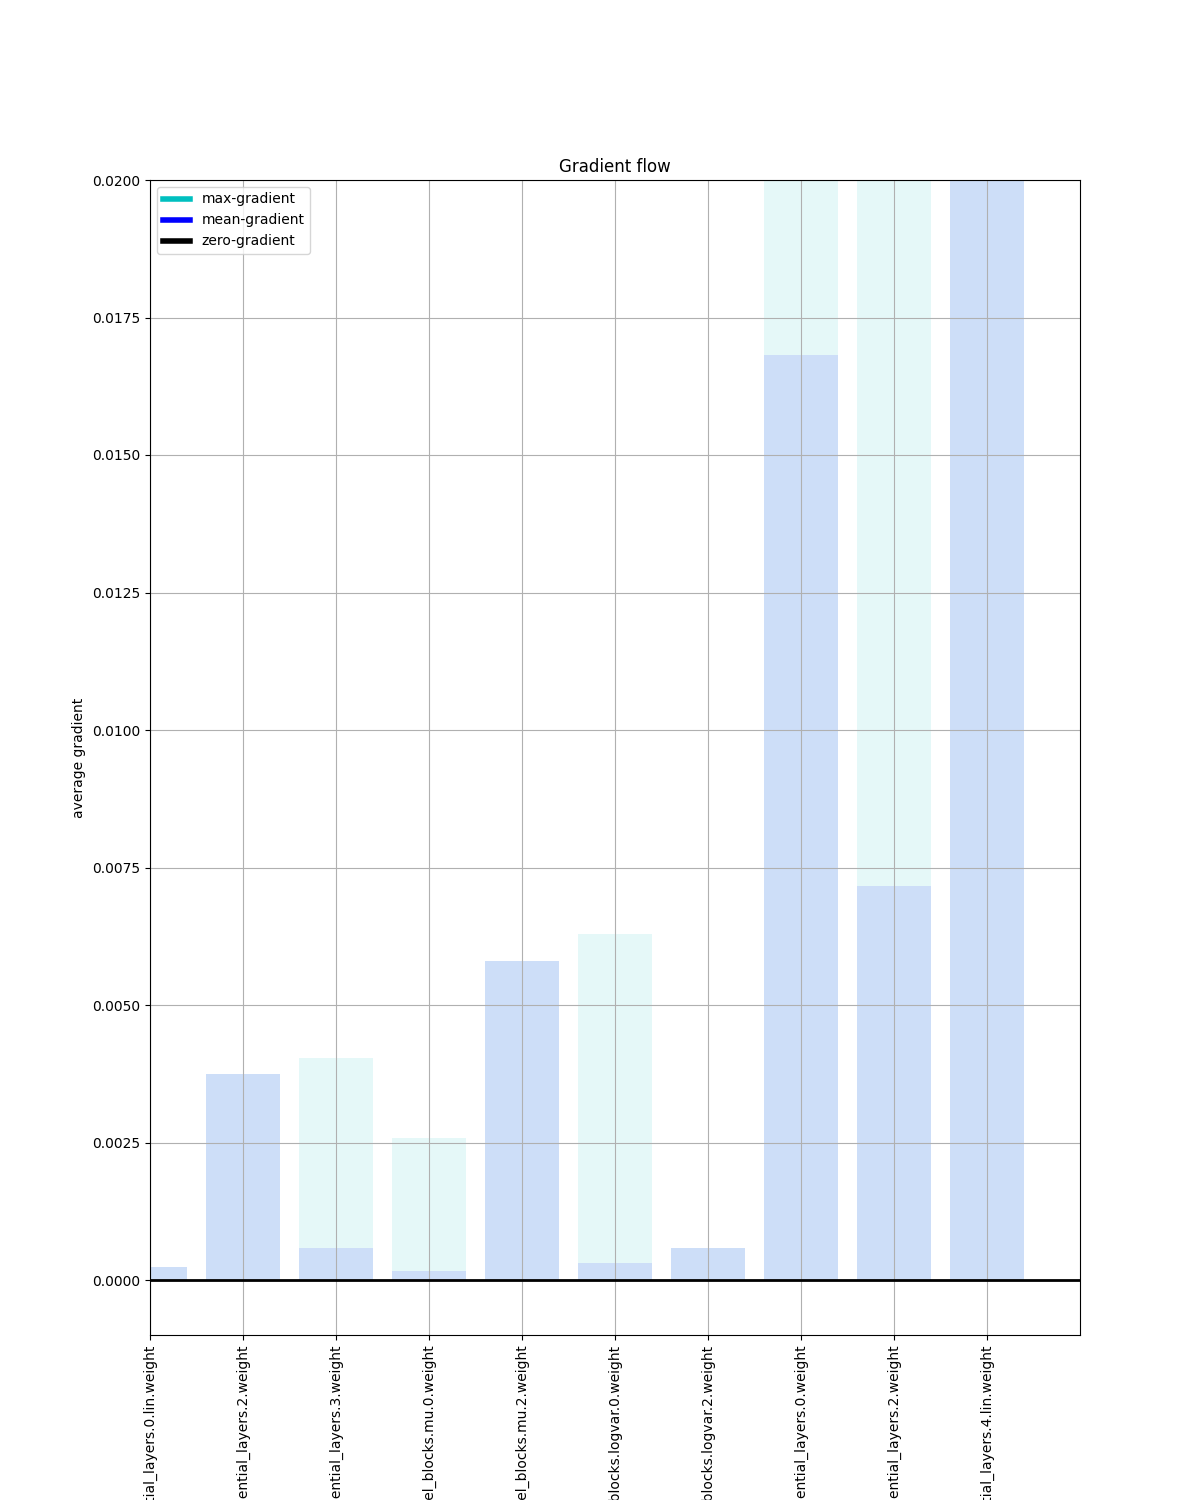 Gradient flow
max-gradient
mean-gradient
zero-gradient
0.0200
0.0175
0.0150
0.0125
0.0100
0.0075
0.0050
0.0025
0.0000
average gradient
tial_layers.0.lin.weight
ential_layers.2.weight
ential_layers.3.weight
el_blocks.mu.0.weight
el_blocks.mu.2.weight
blocks.logvar.0.weight
blocks.logvar.2.weight
ential_layers.0.weight
ential_layers.2.weight
tial_layers.4.lin.weight